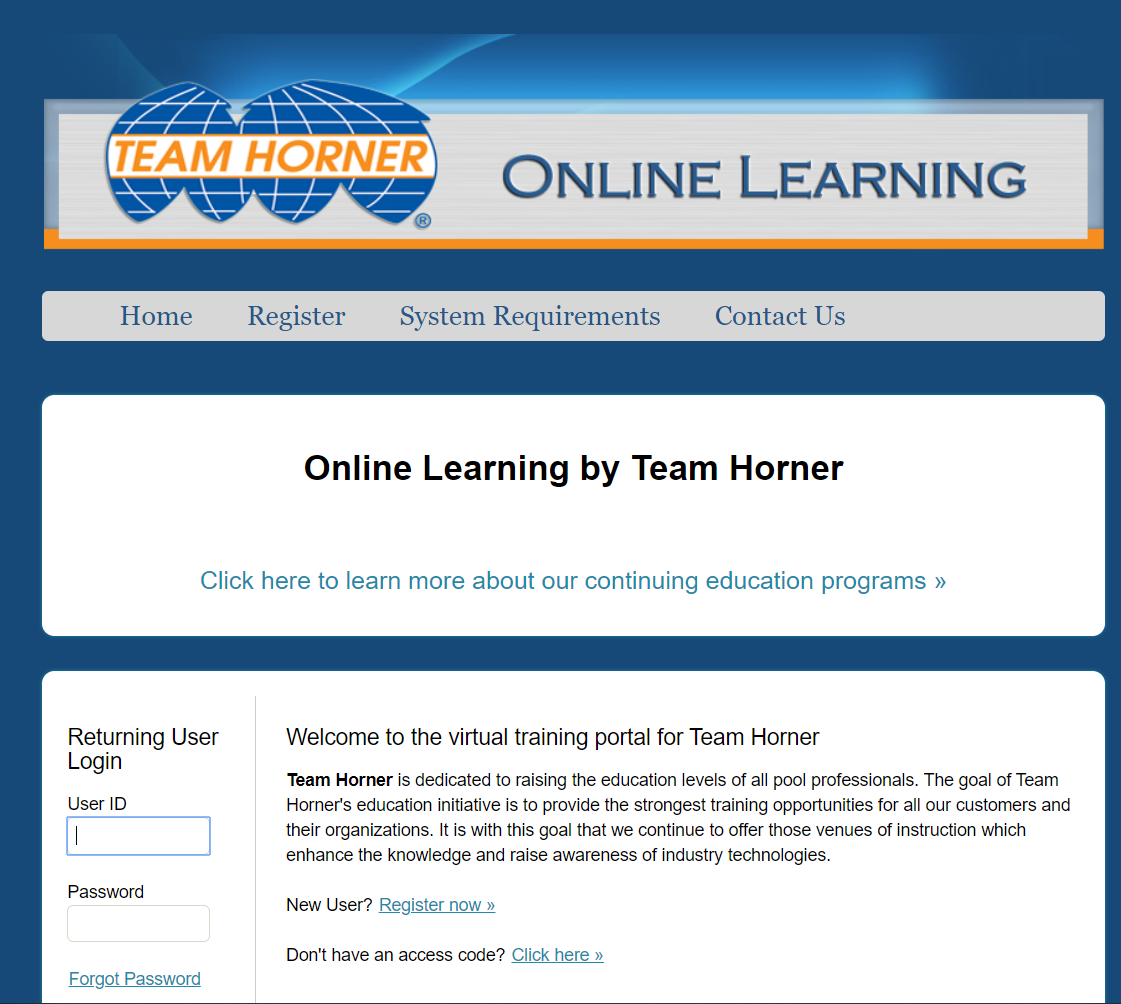 TEAM HORNER
®
ONLINE LEARNING
Home Register System Requirements Contact Us
Online Learning by Team Horner
Click here to learn more about our continuing education programs »
Returning User
Login
User ID
Password
Forgot Password
Welcome to the virtual training portal for Team Horner
Team Horner is dedicated to raising the education levels of all pool professionals. The goal of Team
Horner's education initiative is to provide the strongest training opportunities for all our customers and
their organizations. It is with this goal that we continue to offer those venues of instruction which
enhance the knowledge and raise awareness of industry technologies.
New User? Register now »
Don't have an access code? Click here »